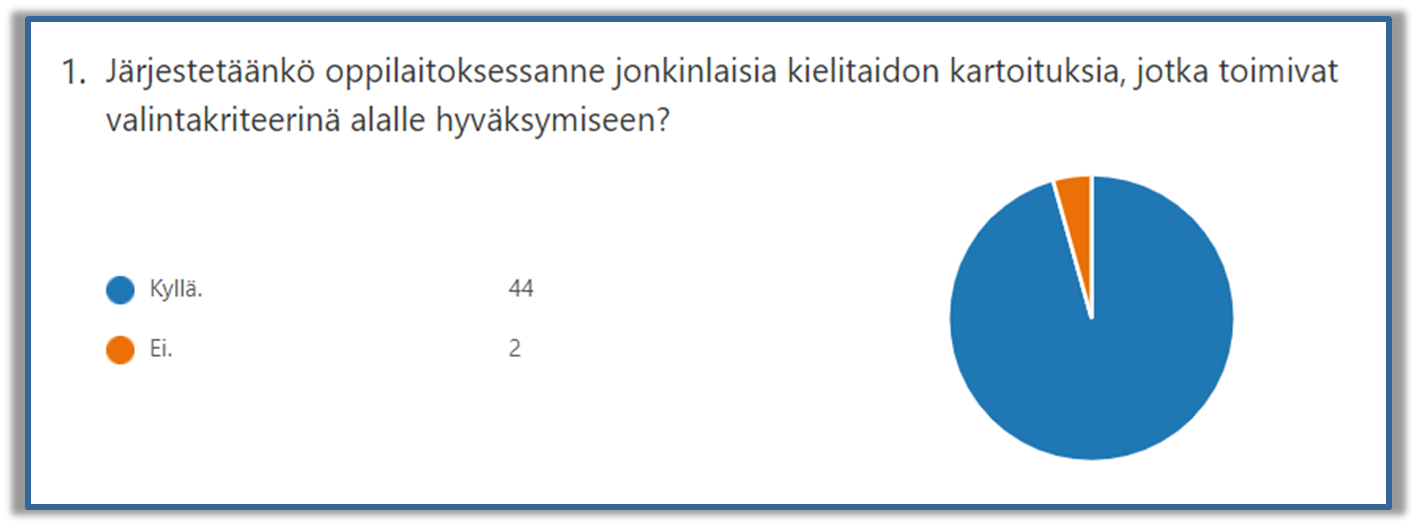 1. Järjestetäänkö oppilaitoksessanne jonkinlaisia kielitaidon kartoituksia, jotka toimivat
valintakriteerinä alalle hyväksymiseen?
Kyllä. 44
Ei. 2